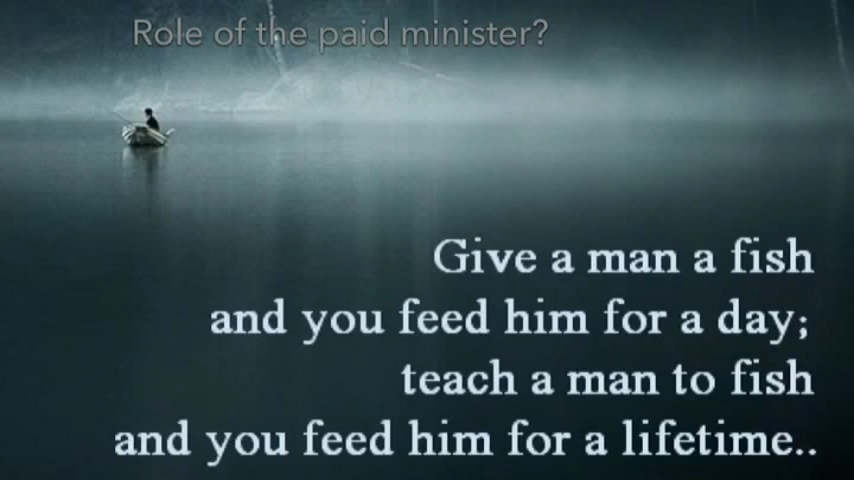 Role of the paid minister?
Give a man a fish
and you feed him for a day;
teach a man to fish
and you feed him for a lifetime..